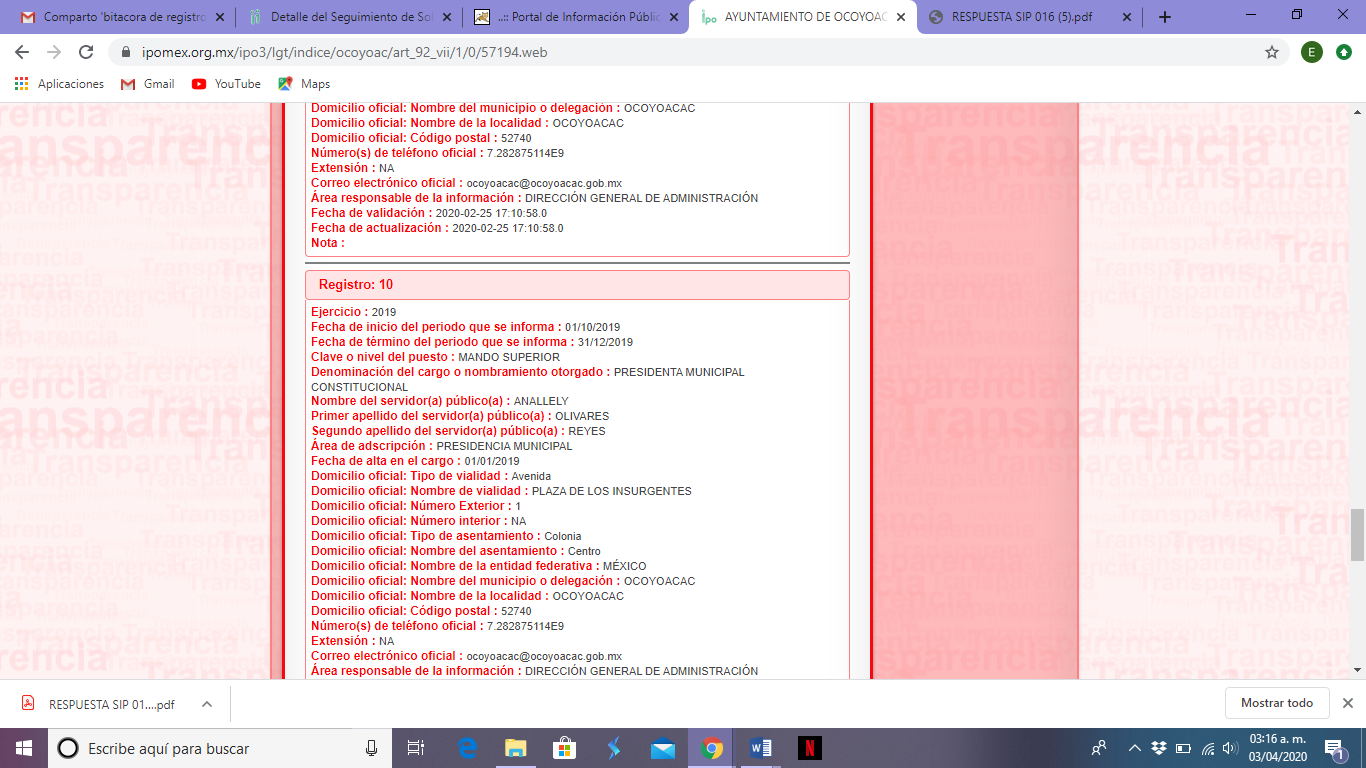 Comparto 'bitacora de registro
Detalle del Seguimiento de Sol
..:: Portal de Información Públic
AYUNTAMIENTO DE OCOYOAC
RESPUESTA SIP 016 (5).pdf
ipomex.org.mx/ipo3/lgt/indice/ocoyoac/art_92_vii/1/0/57194.web
E
Aplicaciones
Gmail
YouTube
Maps
Domicilio oficial: Nombre del municipio o delegación : OCOYOACAC
Domicilio oficial: Nombre de la localidad : OCOYOACAC
Domicilio oficial: Código postal : 52740
Número(s) de teléfono oficial : 7.282875114E9
Extensión : NA
Correo electrónico oficial : ocoyoacac@ocoyoacac.gob.mx
Área responsable de la información : DIRECCIÓN GENERAL DE ADMINISTRACIÓN
Fecha de validación : 2020-02-25 17:10:58.0
Fecha de actualización : 2020-02-25 17:10:58.0
Nota :
Registro: 10
Ejercicio : 2019
Fecha de inicio del periodo que se informa : 01/10/2019
Fecha de término del periodo que se informa : 31/12/2019
Clave o nivel del puesto : MANDO SUPERIOR
Denominación del cargo o nombramiento otorgado : PRESIDENTA MUNICIPAL
CONSTITUCIONAL
Nombre del servidor(a) público(a) : ANALLELY
Primer apellido del servidor(a) público(a) : OLIVARES
Segundo apellido del servidor(a) público(a) : REYES
Área de adscripción : PRESIDENCIA MUNICIPAL
Fecha de alta en el cargo : 01/01/2019
Domicilio oficial: Tipo de vialidad : Avenida
Domicilio oficial: Nombre de vialidad : PLAZA DE LOS INSURGENTES
Domicilio oficial: Número Exterior : 1
Domicilio oficial: Número interior : NA
Domicilio oficial: Tipo de asentamiento : Colonia
Domicilio oficial: Nombre del asentamiento : Centro
Domicilio oficial: Nombre de la entidad federativa : MÉXICO
Domicilio oficial: Nombre del municipio o delegación : OCOYOACAC
Domicilio oficial: Nombre de la localidad : OCOYOACAC
Domicilio oficial: Código postal : 52740
Número(s) de teléfono oficial : 7.282875114E9
Extensión : NA
Correo electrónico oficial : ocoyoacac@ocoyoacac.gob.mx
Área responsable de la información : DIRECCIÓN GENERAL DE ADMINISTRACIÓN
RESPUESTA SIP 01....pdf
Mostrar todo
Escribe aquí para buscar
03:16 a. m.
03/04/2020
1